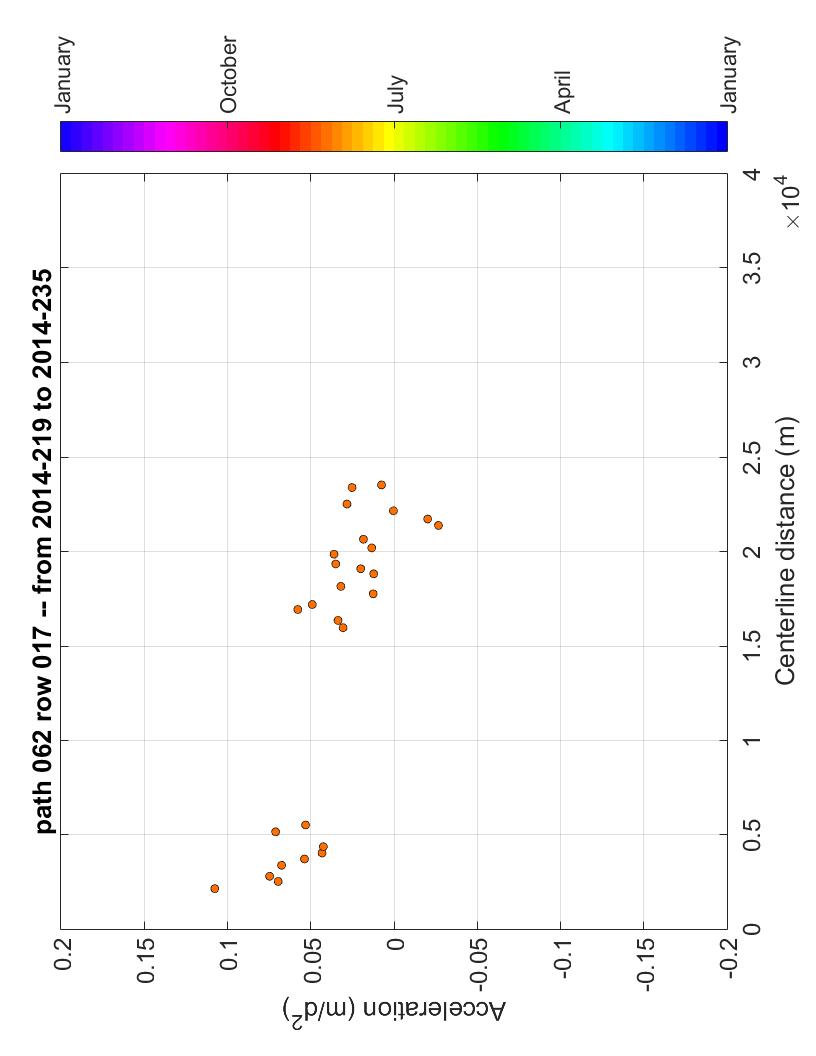 path 062 row 017 -- from 2014-219 to 2014-235
0.2
0.15
0.1
0.05
0
-0.05
-0.1
-0.15
-0.2
Acceleration (m/d²)
0
0.5
1
1.5
2
2.5
3
3.5
4
×10⁴
Centerline distance (m)
January
October
July
April
January